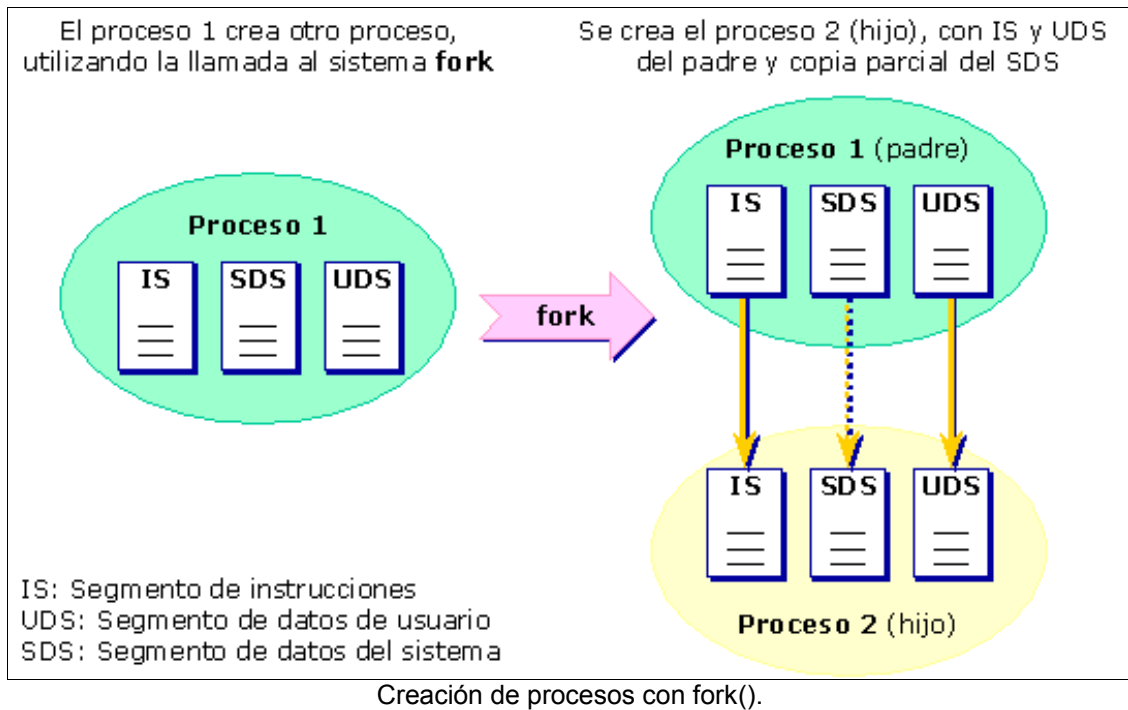 El proceso 1 crea otro proceso,
utilizando la llamada al sistema fork
Se crea el proceso 2 (hijo), con IS y UDS
del padre y copia parcial del SDS
Proceso 1
IS SDS UDS
fork
Proceso 1 (padre)
IS SDS UDS
IS SDS UDS
Proceso 2 (hijo)
IS: Segmento de instrucciones
UDS: Segmento de datos de usuario
SDS: Segmento de datos del sistema
Creación de procesos con fork().